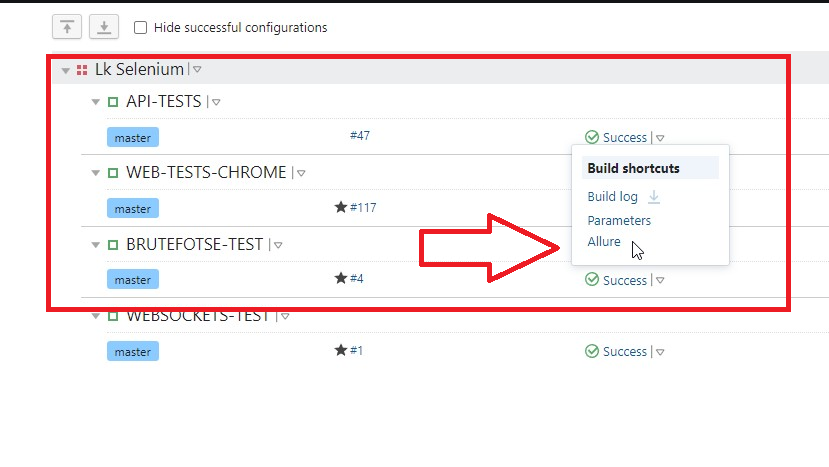 Hide successful configurations
Lk Selenium
API-TESTS
master #47 Success
Build shortcuts
WEB-TESTS-CHROME
Build log
master #117
Parameters
Allure
BRUTEFOTSE-TEST
master #4 Success
WEBSOCKETS-TEST
master #1 Success